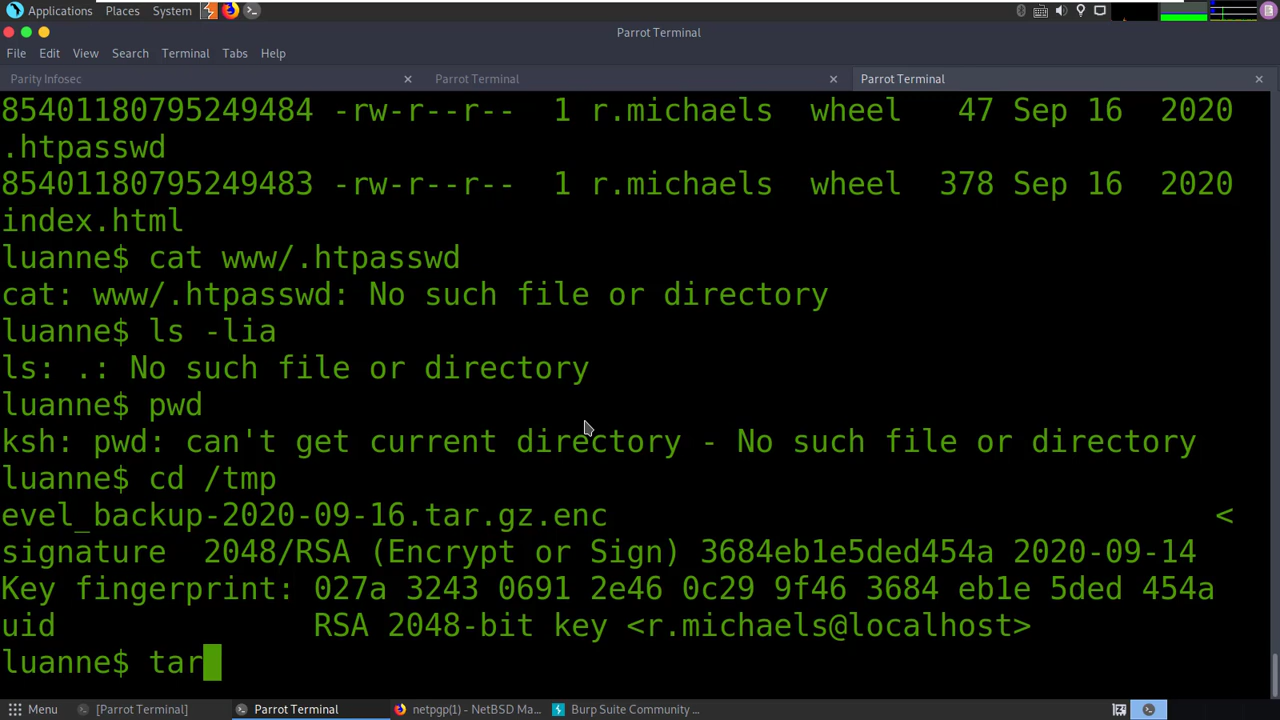 Applications Places System
Parrot Terminal
File Edit View Search Terminal Tabs Help
Parity Infosec Parrot Terminal Parrot Terminal
85401180795249484 -rw-r--r-- 1 r.michaels wheel 47 Sep 16 2020
.htpasswd
85401180795249483 -rw-r--r-- 1 r.michaels wheel 378 Sep 16 2020
index.html
luanne$ cat www/.htpasswd
cat: www/.htpasswd: No such file or directory
luanne$ ls -lia
ls: .: No such file or directory
luanne$ pwd
ksh: pwd: can't get current directory - No such file or directory
luanne$ cd /tmp
evel_backup-2020-09-16.tar.gz.enc <
signature 2048/RSA (Encrypt or Sign) 3684eb1e5ded454a 2020-09-14
Key fingerprint: 027a 3243 0691 2e46 0c29 9f46 3684 eb1e 5ded 454a
uid RSA 2048-bit key <r.michaels@localhost>
luanne$ tar
Menu [Parrot Terminal] Parrot Terminal netpgp(1) - NetBSD Ma... Burp Suite Community ...